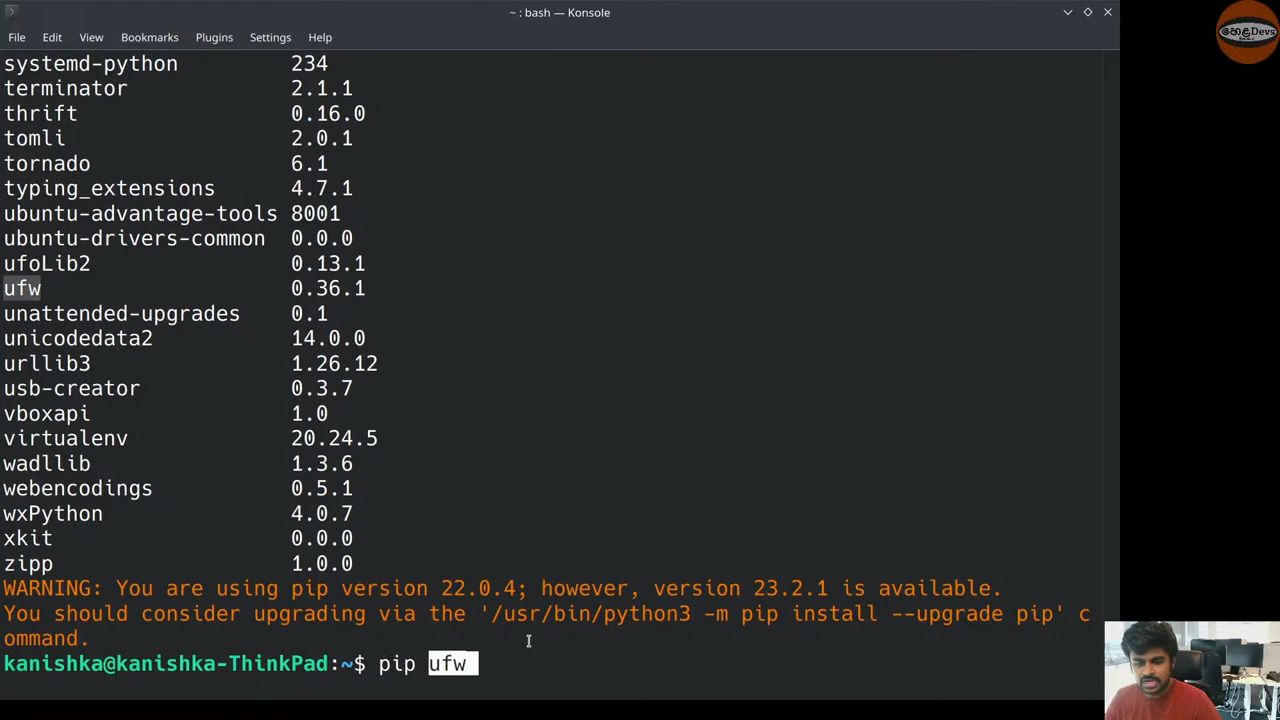 ~ : bash — Konsole
File Edit View Bookmarks Plugins Settings Help
හෙළDevs
systemd-python 234
terminator 2.1.1
thrift 0.16.0
tomli 2.0.1
tornado 6.1
typing_extensions 4.7.1
ubuntu-advantage-tools 8001
ubuntu-drivers-common 0.0.0
ufoLib2 0.13.1
ufw 0.36.1
unattended-upgrades 0.1
unicodedata2 14.0.0
urllib3 1.26.12
usb-creator 0.3.7
vboxapi 1.0
virtualenv 20.24.5
wadllib 1.3.6
webencodings 0.5.1
wxPython 4.0.7
xkit 0.0.0
zipp 1.0.0
WARNING: You are using pip version 22.0.4; however, version 23.2.1 is available.
You should consider upgrading via the '/usr/bin/python3 -m pip install --upgrade pip' c
ommand.
kanishka@kanishka-ThinkPad:~$ pip ufw